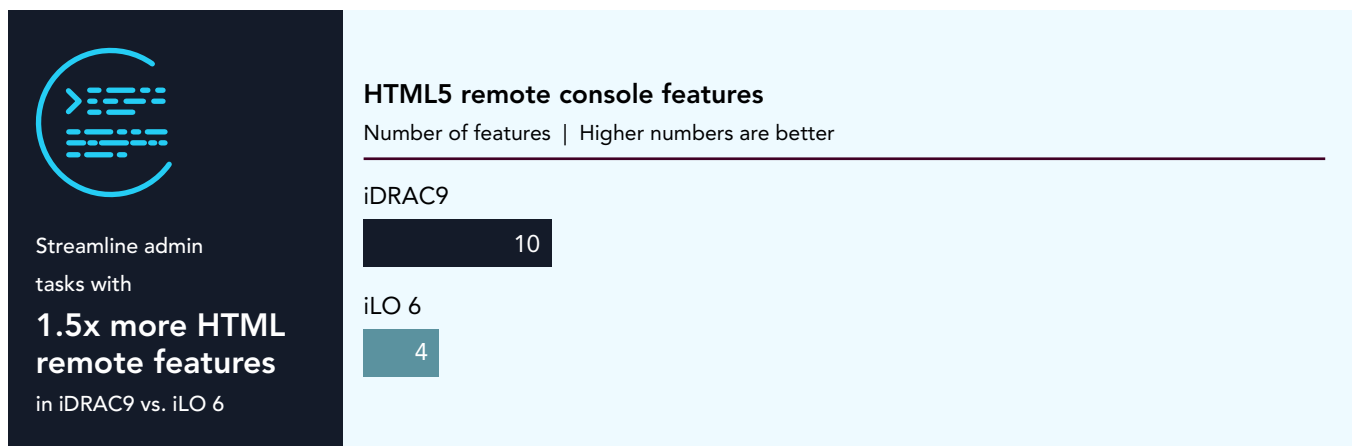 Streamline admin
tasks with
1.5x more HTML
remote features
in iDRAC9 vs. iLO 6
HTML5 remote console features
Number of features | Higher numbers are better
iDRAC9
10
iLO 6
4